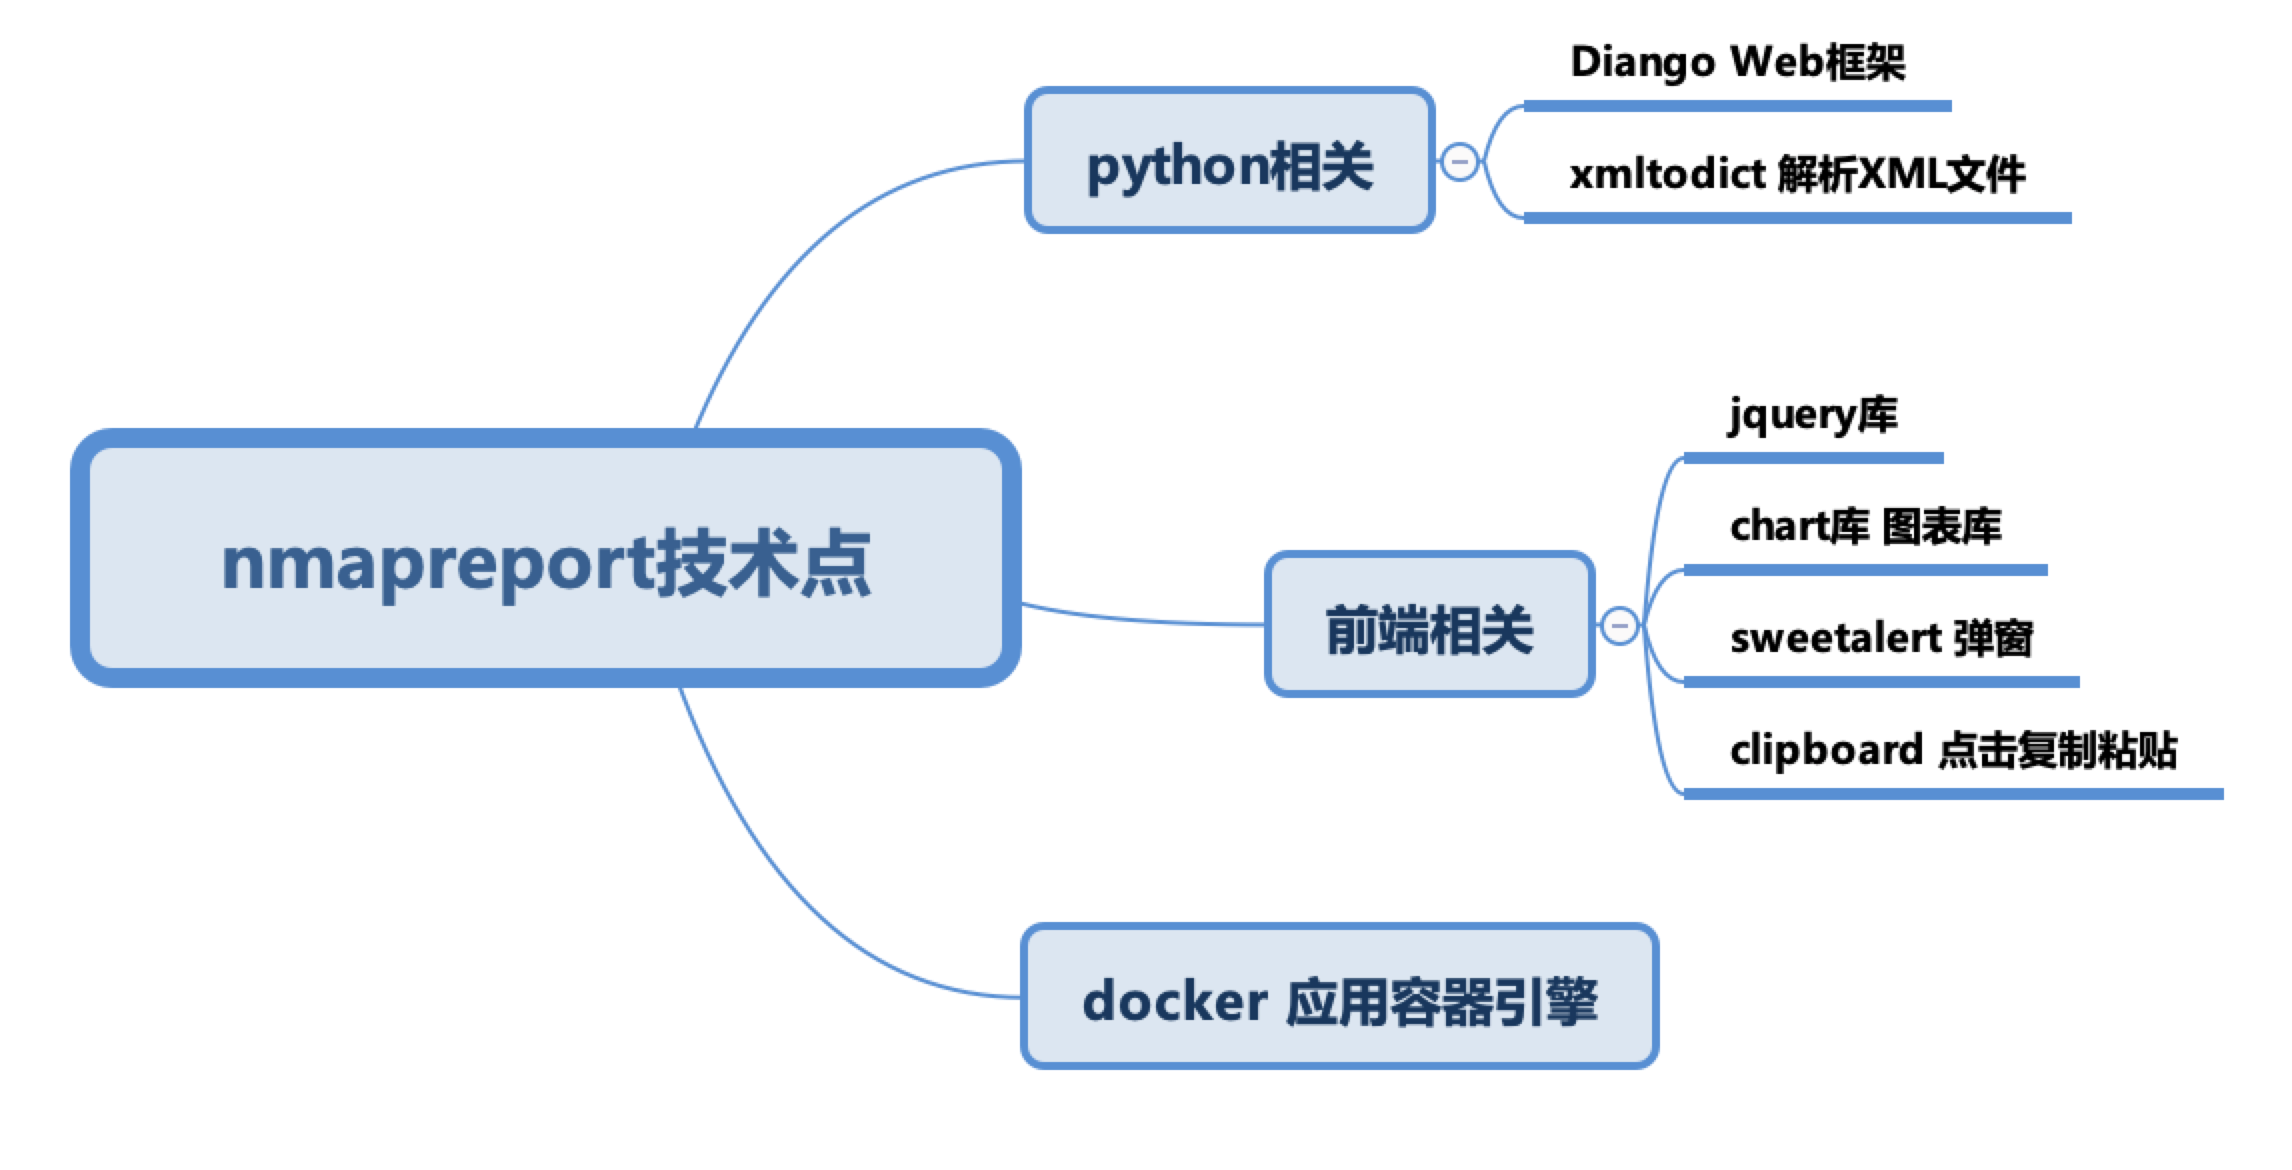 nmapreport技术点
python相关
Diango Web框架
xmltodict 解析XML文件
前端相关
jquery库
chart库 图表库
sweetalert 弹窗
clipboard 点击复制粘贴
docker 应用容器引擎